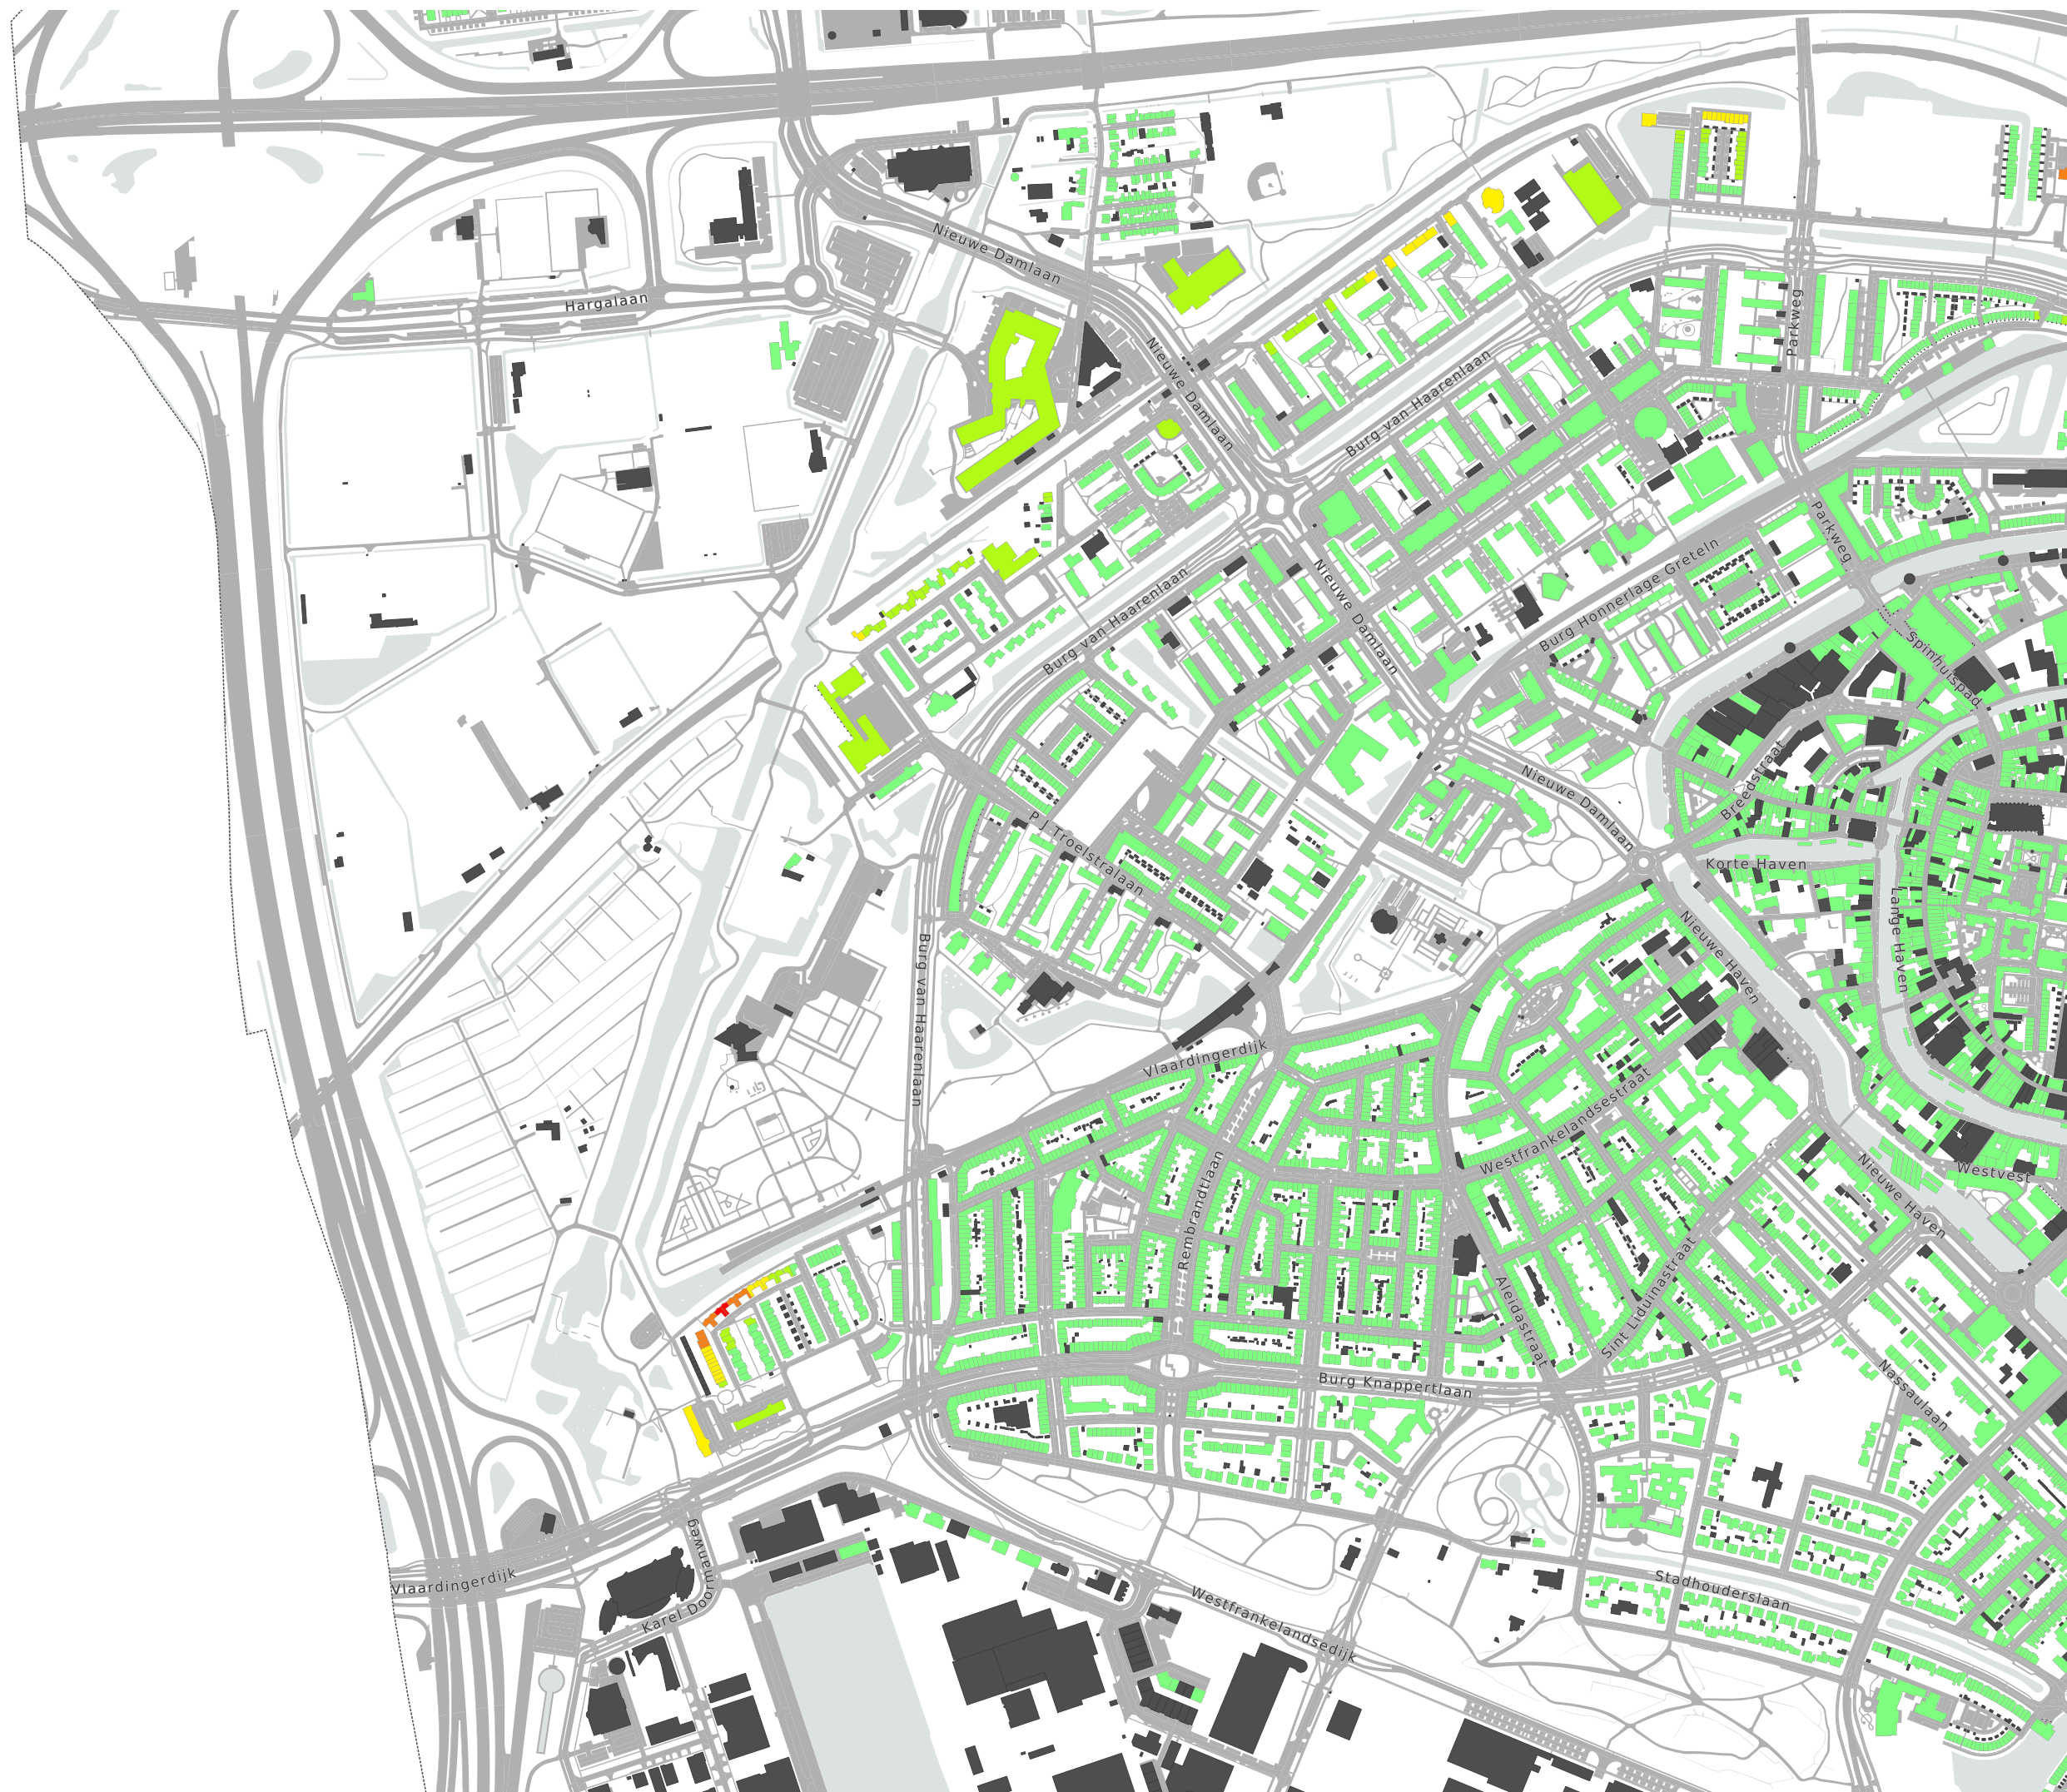 Nieuwe Damlaan
Hargalaan
Parkweg
Nieuwe Damlaan
Burg van Haarenlaan
Parkweg
Burg Honnerlage Greteln
Burg van Haarenlaan
Nieuwe Damlaan
Spinhuispad
Breedstraat
Nieuwe Damlaan
P J Troelstralaan
Korte Haven
Lange Haven
Nieuwe Haven
Burg van Haarenlaan
Vlaardingerdijk
Westfrankelandsestraat
Westvest
Nieuwe Haven
Rembrandtlaan
Sint Liduinastraat
Aleidastraat
Burg Knappertlaan
Nassaulaan
Karel Doormanweg
Vlaardingerdijk
Stadhouderslaan
Westfrankelandsedijk